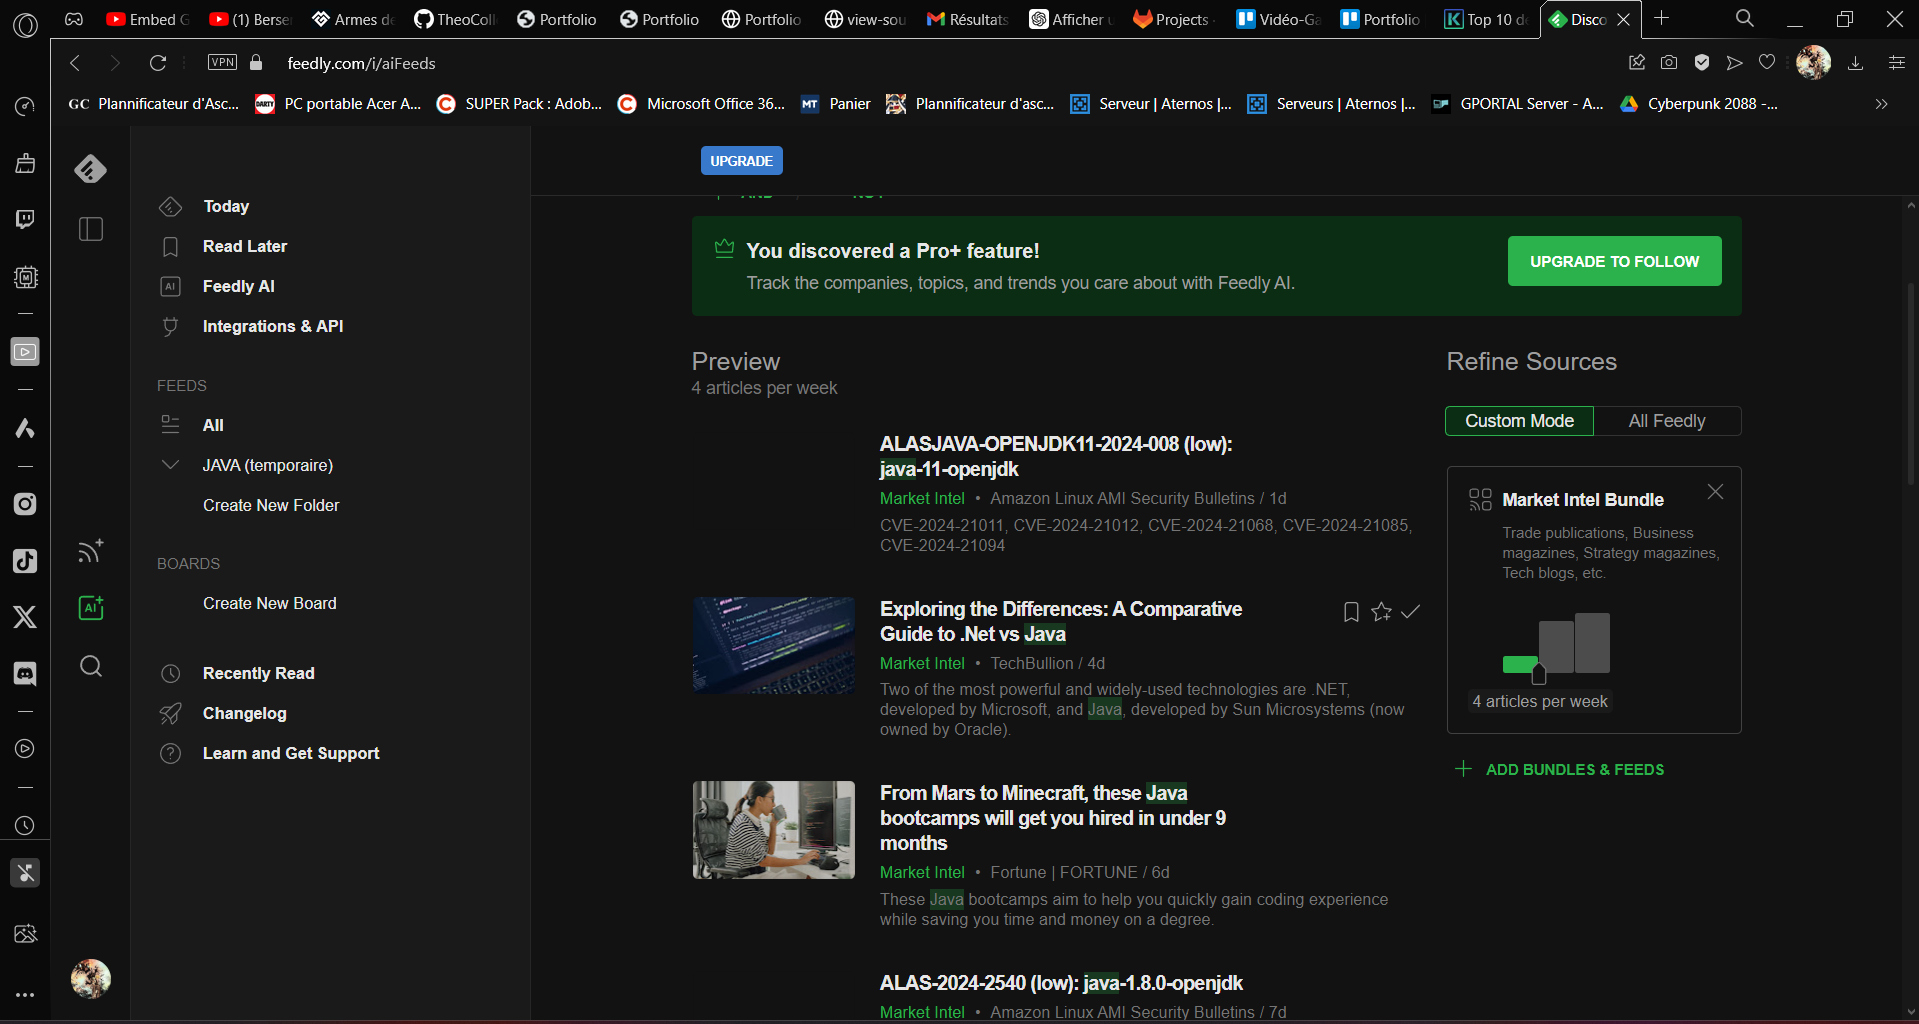 Embed G
(1) Berse
Armes de
TheoColl
Portfolio
Portfolio
Portfolio
view-sou
Résultats
Afficher u
Projects
Vidéo-Ga
Portfolio
Top 10 de
Disco
VPN
feedly.com/i/aiFeeds
GC Plannificateur d'Asc...
DARTY PC portable Acer A...
SUPER Pack : Adob...
Microsoft Office 36...
MT Panier
Plannificateur d'asc...
Serveur | Aternos |...
Serveurs | Aternos |...
GPORTAL Server - A...
Cyberpunk 2088 -...
UPGRADE
Today
Read Later
AI Feedly AI
Integrations & API
FEEDS
All
JAVA (temporaire)
Create New Folder
BOARDS
Create New Board
AI
Recently Read
Changelog
Learn and Get Support
AND
NOT
You discovered a Pro+ feature!
Track the companies, topics, and trends you care about with Feedly AI.
UPGRADE TO FOLLOW
Preview
4 articles per week
ALASJAVA-OPENJDK11-2024-008 (low):
java-11-openjdk
Market Intel • Amazon Linux AMI Security Bulletins / 1d
CVE-2024-21011, CVE-2024-21012, CVE-2024-21068, CVE-2024-21085,
CVE-2024-21094
Exploring the Differences: A Comparative
Guide to .Net vs Java
Market Intel • TechBullion / 4d
Two of the most powerful and widely-used technologies are .NET,
developed by Microsoft, and Java, developed by Sun Microsystems (now
owned by Oracle).
From Mars to Minecraft, these Java
bootcamps will get you hired in under 9
months
Market Intel • Fortune | FORTUNE / 6d
These Java bootcamps aim to help you quickly gain coding experience
while saving you time and money on a degree.
ALAS-2024-2540 (low): java-1.8.0-openjdk
Market Intel • Amazon Linux AMI Security Bulletins / 7d
Refine Sources
Custom Mode
All Feedly
Market Intel Bundle
Trade publications, Business
magazines, Strategy magazines,
Tech blogs, etc.
4 articles per week
ADD BUNDLES & FEEDS